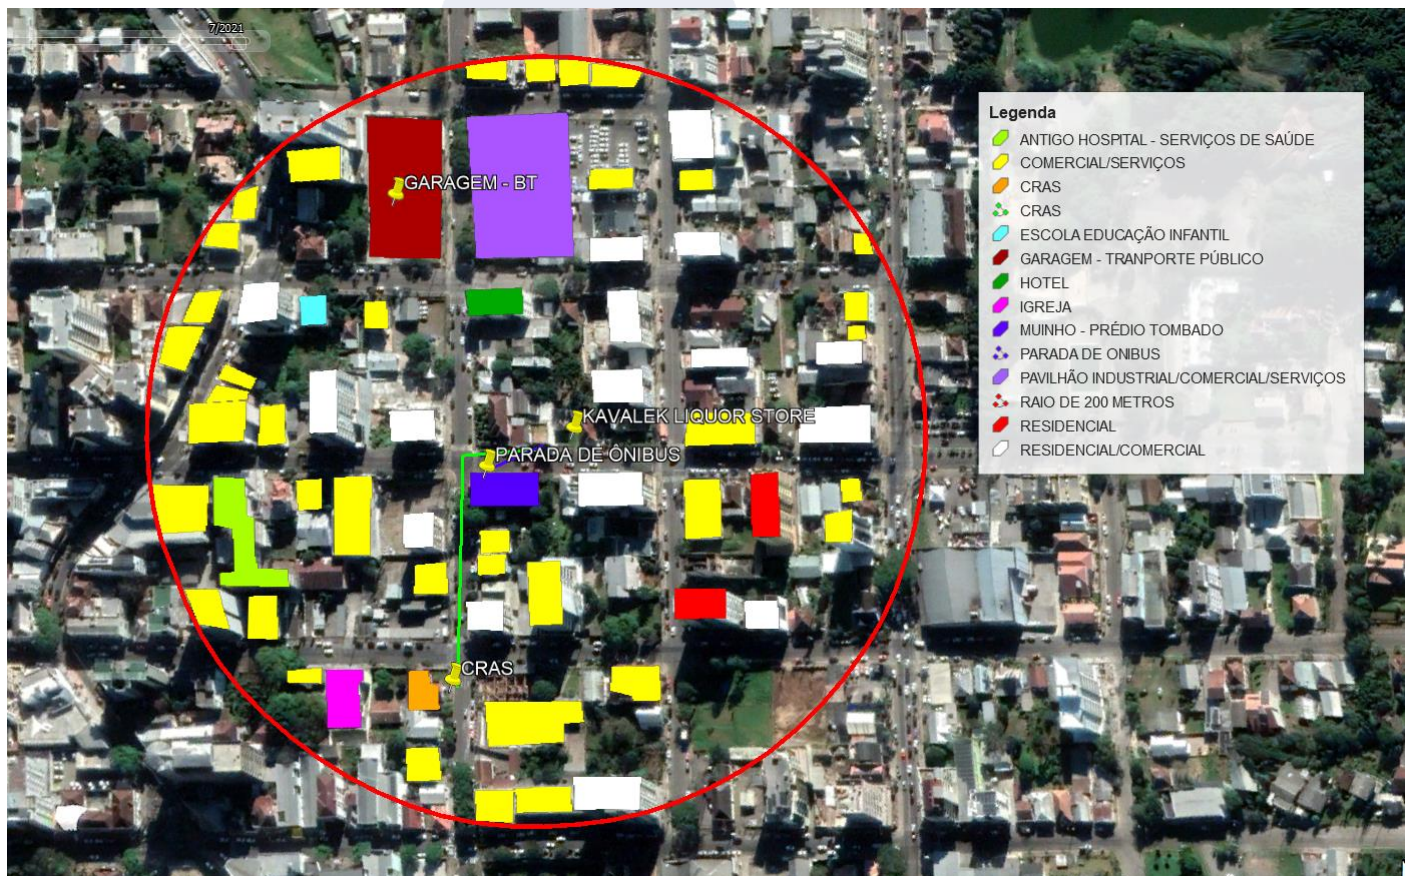 7/2021
Legenda
ANTIGO HOSPITAL - SERVIÇOS DE SAÚDE
COMERCIAL/SERVIÇOS
CRAS
CRAS
ESCOLA EDUCAÇÃO INFANTIL
GARAGEM - TRANPORTE PÚBLICO
HOTEL
IGREJA
MUINHO - PRÉDIO TOMBADO
PARADA DE ONIBUS
PAVILHÃO INDUSTRIAL/COMERCIAL/SERVIÇOS
RAIO DE 200 METROS
RESIDENCIAL
RESIDENCIAL/COMERCIAL
GARAGEM - BT
KAVALEK LIQUOR STORE
PARADA DE ÔNIBUS
CRAS